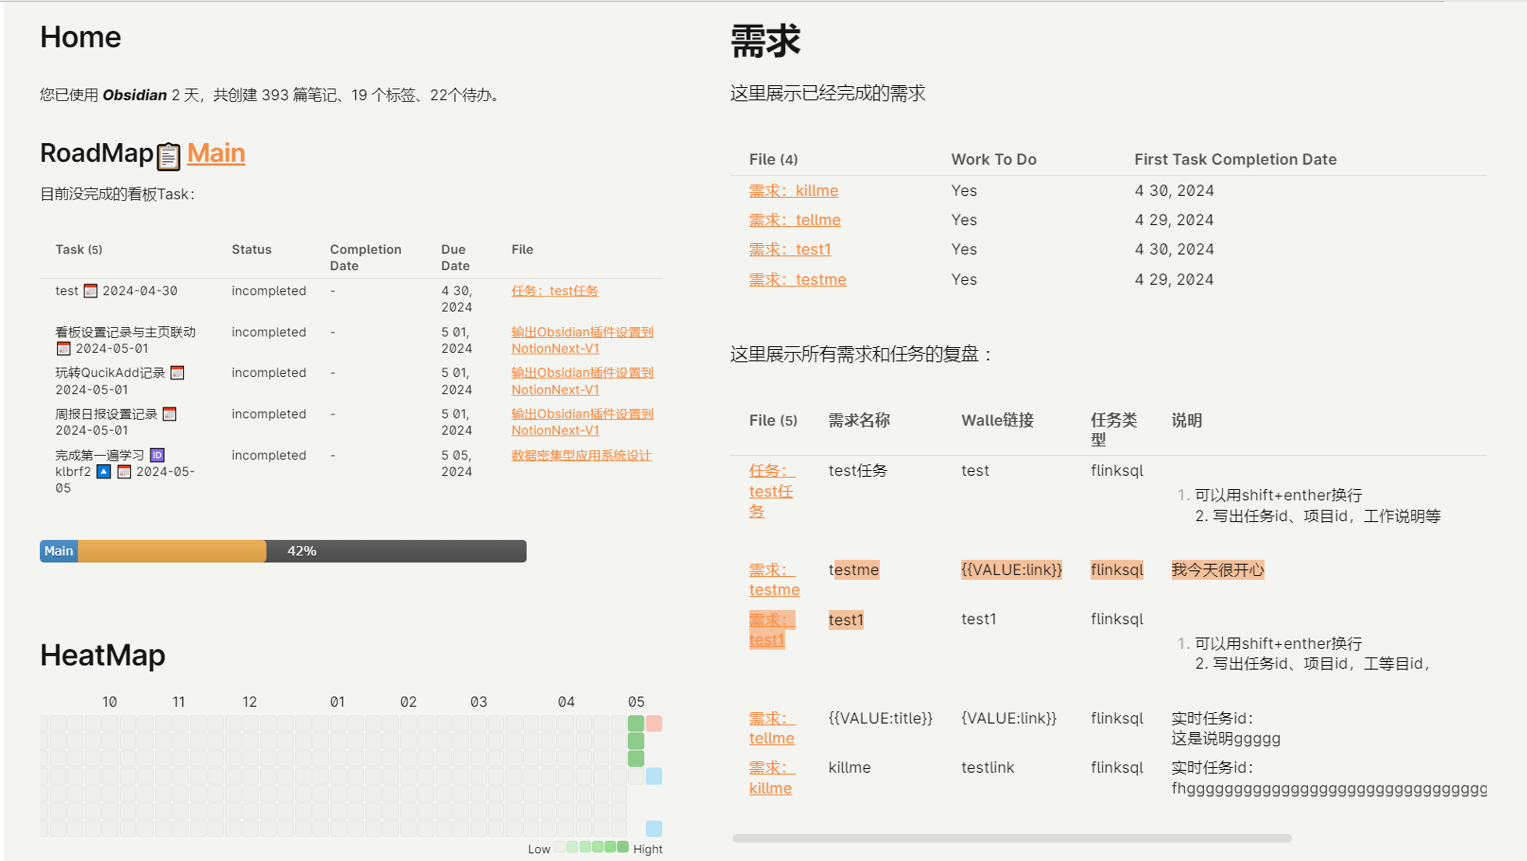 Home
您已使用 Obsidian 2 天，共创建 393 篇笔记、19 个标签、22个待办。
RoadMap📋 Main
目前没完成的看板Task：
Task (5) Status Completion Date Due Date File
test 📅 2024-04-30 incompleted - 4 30, 2024 任务：test任务
看板设置记录与主页联动 📅 2024-05-01 incompleted - 5 01, 2024 输出Obsidian插件设置到NotionNext-V1
玩转QucikAdd记录 📅 2024-05-01 incompleted - 5 01, 2024 输出Obsidian插件设置到NotionNext-V1
周报日报设置记录 📅 2024-05-01 incompleted - 5 01, 2024 输出Obsidian插件设置到NotionNext-V1
完成第一遍学习 🆔 klbrf2 🔼 📅 2024-05-05 incompleted - 5 05, 2024 数据密集型应用系统设计
Main 42%
HeatMap
10 11 12 01 02 03 04 05
Low Hight
需求
这里展示已经完成的需求
File (4) Work To Do First Task Completion Date
需求：killme Yes 4 30, 2024
需求：tellme Yes 4 29, 2024
需求：test1 Yes 4 30, 2024
需求：testme Yes 4 29, 2024
这里展示所有需求和任务的复盘：
File (5) 需求名称 Walle链接 任务类型 说明
任务：test任务 test任务 test flinksql
1. 可以用shift+enther换行
2. 写出任务id、项目id，工作说明等
需求：testme testme {{VALUE:link}} flinksql 我今天很开心
需求：test1 test1 test1 flinksql
1. 可以用shift+enther换行
2. 写出任务id、项目id，工等目id，
需求：tellme {{VALUE:title}} {VALUE:link}} flinksql 实时任务id：
这是说明ggggg
需求：killme killme testlink flinksql 实时任务id：
fhgggggggggggggggggggggggggggggggg